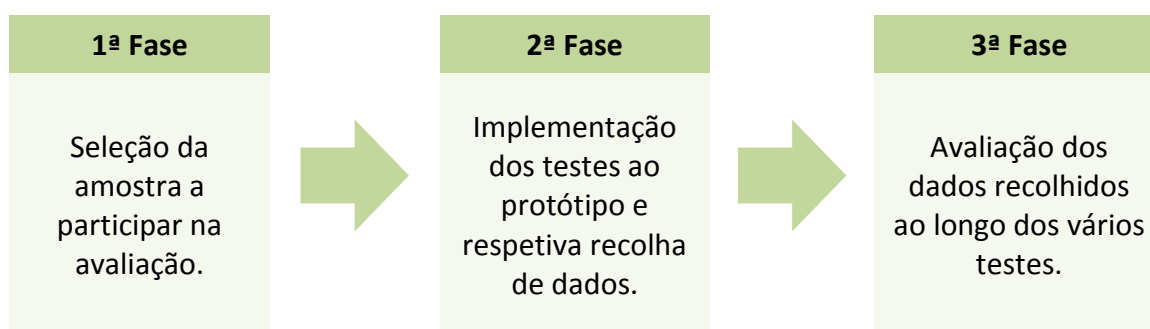 1ª Fase
Seleção da
amostra a
participar na
avaliação.
2ª Fase
Implementação
dos testes ao
protótipo e
respetiva recolha
de dados.
3ª Fase
Avaliação dos
dados recolhidos
ao longo dos vários
testes.